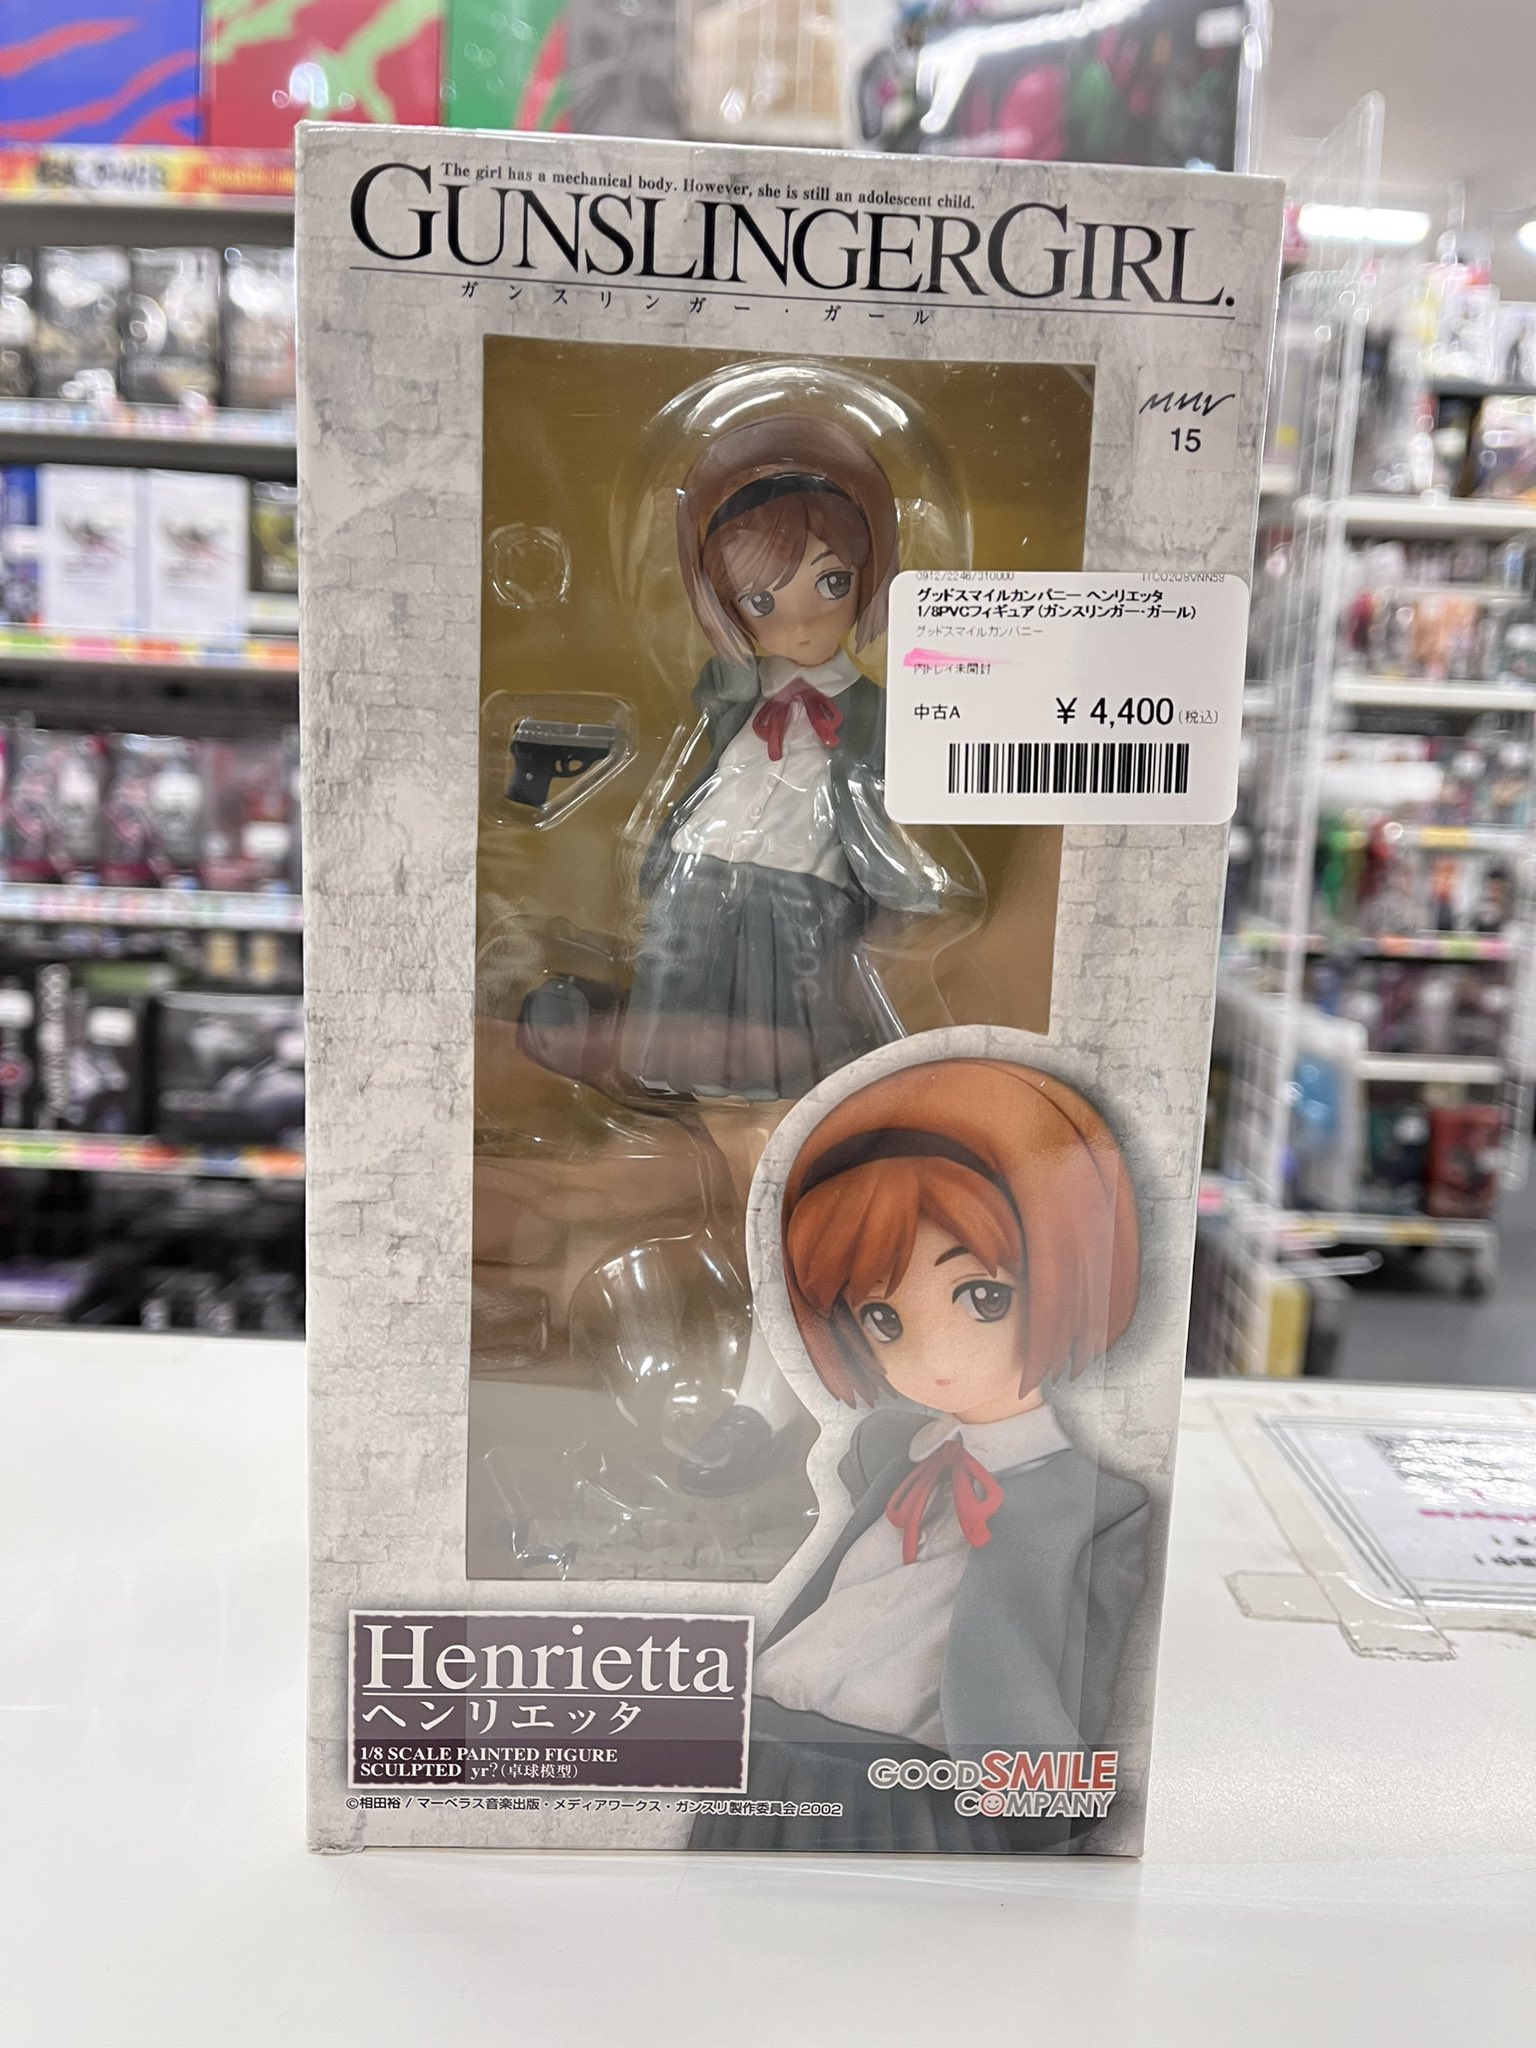 The girl has a mechanical body. However, she is still an adolescent child.
GUNSLINGERGIRL.
ガンスリンガー・ガール
15
0912/2246/310000 ITC02Q8VNN58
グッドスマイルカンパニー ヘンリエッタ
1/8PVCフィギュア (ガンスリンガー・ガール)
グッドスマイルカンパニー
内トレイ未開封
中古A ￥4,400 (税込)
Henrietta
ヘンリエッタ
1/8 SCALE PAINTED FIGURE
SCULPTED yr?(卓球模型)
GOODSMILE
COMPANY
©相田裕 / マーベラス音楽出版・メディアワークス・ガンスリ製作委員会 2002